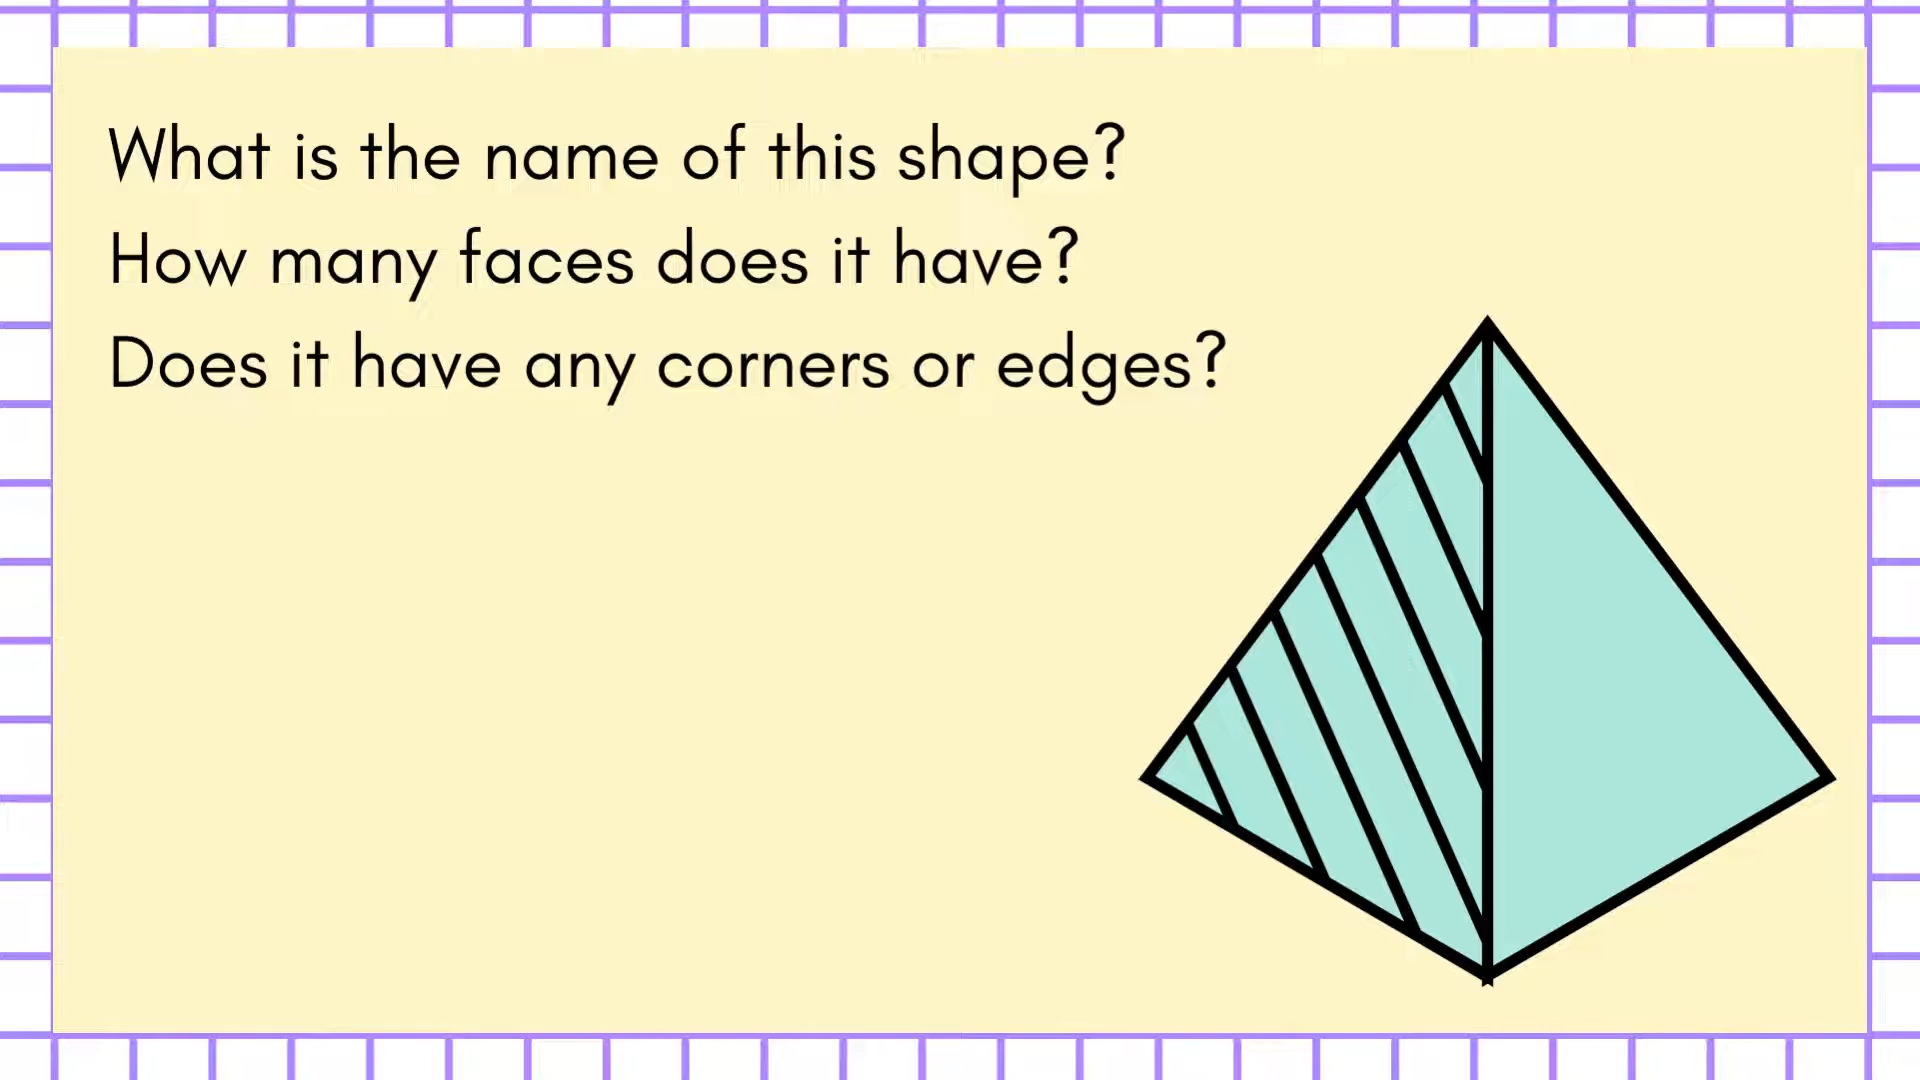 What is the name of this shape?
How many faces does it have?
Does it have any corners or edges?